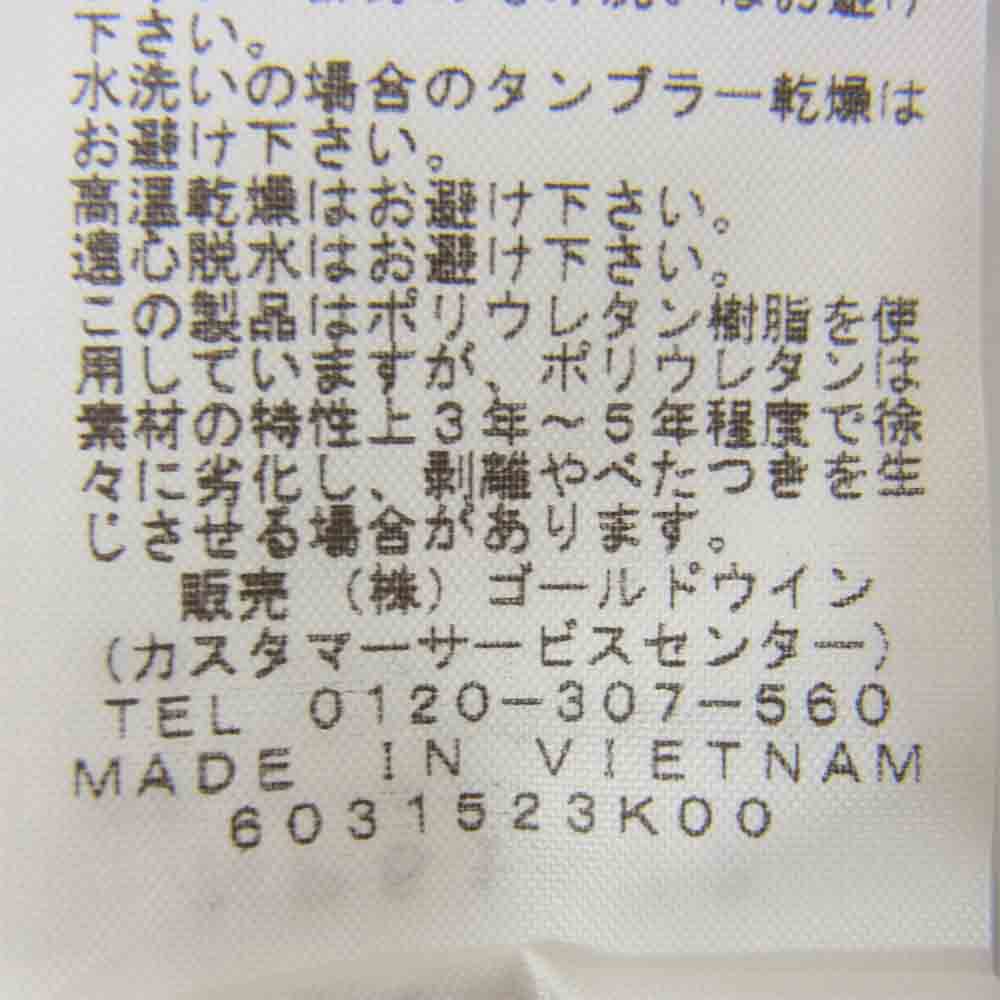 下さい。
水洗いの場合のタンブラー乾燥は
お避け下さい。
高温乾燥はお避け下さい。
遠心脱水はお避け下さい。
この製品はポリウレタン樹脂を使
用していますが、ポリウレタンは
素材の特性上3年～5年程度で徐
々に劣化し、剥離やべたつきを生
じさせる場合があります。
販売 (株) ゴールドウイン
(カスタマーサービスセンター)
TEL 0120-307-560
MADE IN VIETNAM
6031523K00